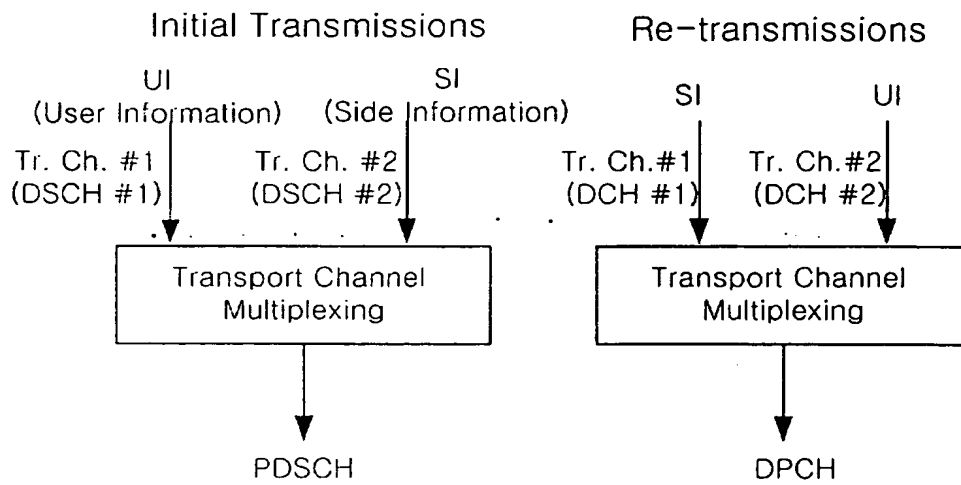 Initial Transmissions
UI
(User Information)
SI
(Side Information)
Tr. Ch. #1
(DSCH #1)
Tr. Ch. #2
(DSCH #2)
Transport Channel
Multiplexing
PDSCH
Re-transmissions
SI
UI
Tr. Ch.#1
(DCH #1)
Tr. Ch.#2
(DCH #2)
Transport Channel
Multiplexing
DPCH